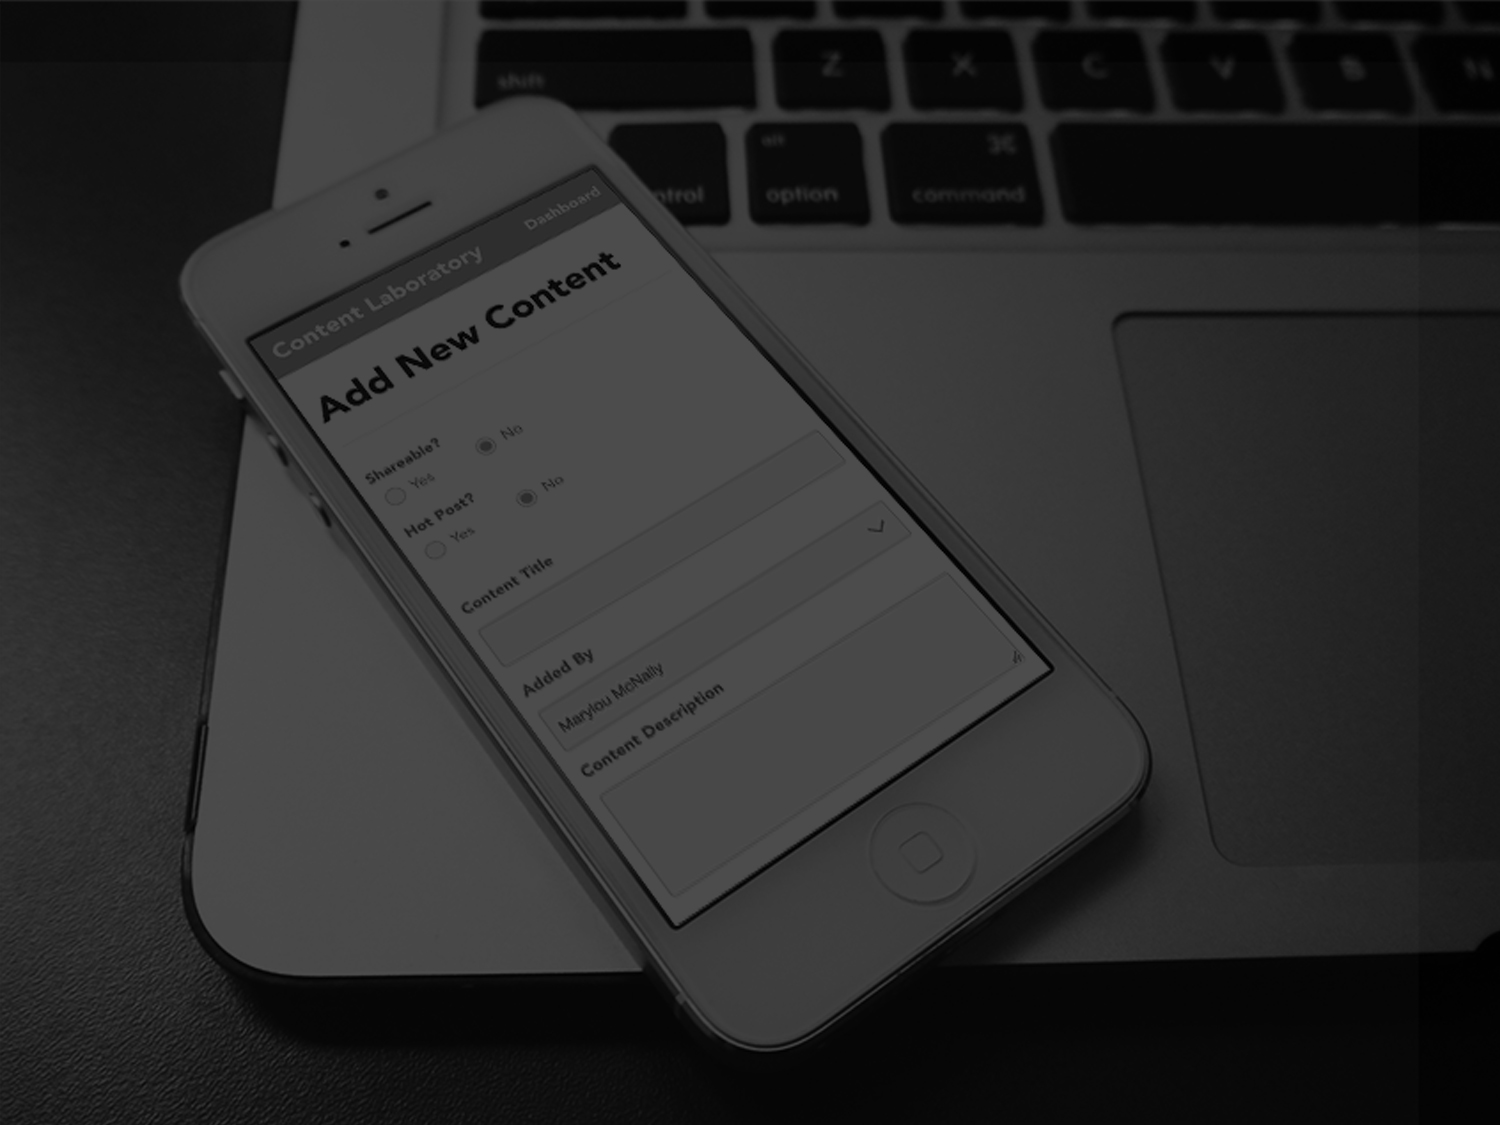 shift
Z X C V B N
alt
⌘
option
command
Content Laboratory Dashboard
Add New Content
Shareable?
Yes No
Hot Post?
Yes No
Content Title
Added By
Marylou McNally
Content Description